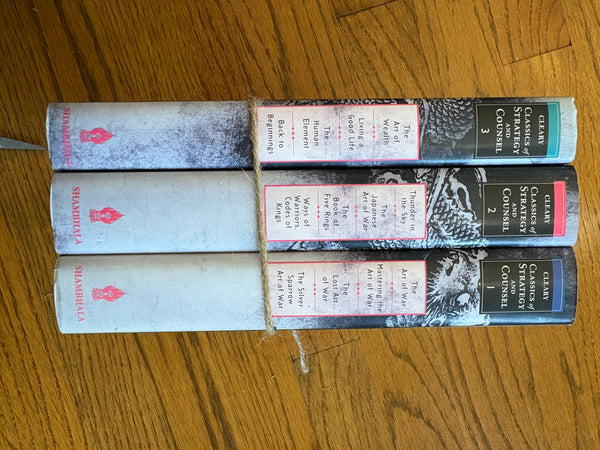 CLEARY
CLASSICS of
STRATEGY
AND
COUNSEL
3
The
Art of
Wealth
Living a
Good Life
The
Human
Element
Back to
Beginnings
SHAMBHALA
CLEARY
CLASSICS of
STRATEGY
AND
COUNSEL
2
Thunder in
the Sky
The
Japanese
Art of War
The
Book of
Five Rings
Ways of
Warriors,
Codes of
Kings
SHAMBHALA
CLEARY
CLASSICS of
STRATEGY
AND
COUNSEL
1
The
Art of War
Mastering the
Art of War
The
Lost Art
of War
The Silver
Sparrow
Art of War
SHAMBHALA